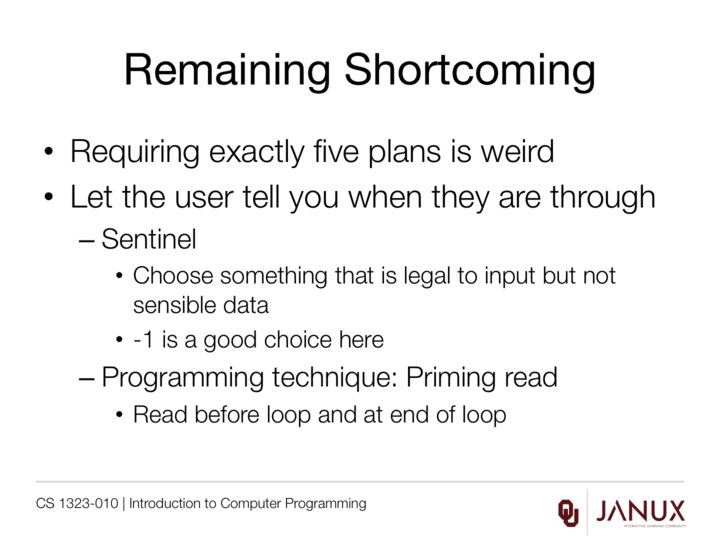 Remaining Shortcoming
• Requiring exactly five plans is weird
• Let the user tell you when they are through
– Sentinel
• Choose something that is legal to input but not
sensible data
• -1 is a good choice here
– Programming technique: Priming read
• Read before loop and at end of loop
CS 1323-010 | Introduction to Computer Programming
OU
JANUX
INTERACTIVE LEARNING COMMUNITY